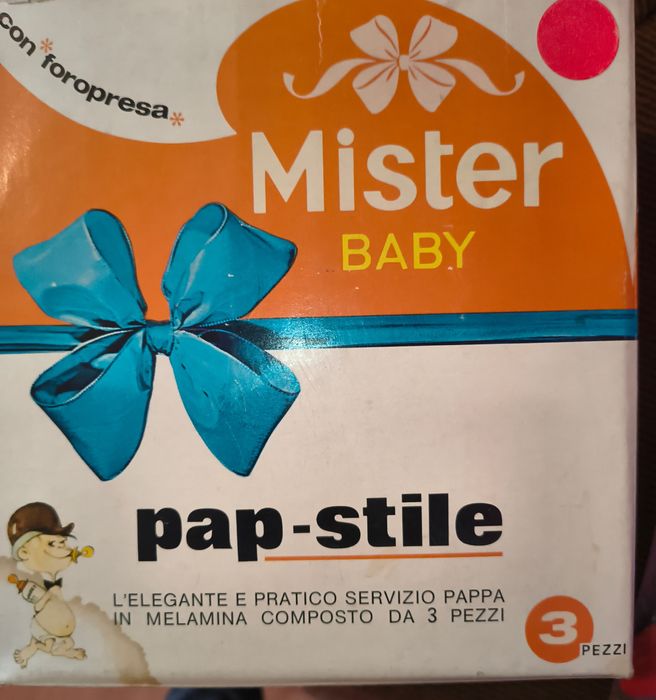 con *foropresa*
Mister
BABY
pap-stile
L'ELEGANTE E PRATICO SERVIZIO PAPPA
IN MELAMINA COMPOSTO DA 3 PEZZI
3
PEZZI